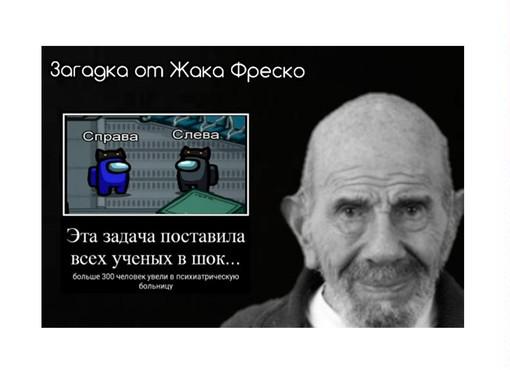 Загадка от Жака Фреско
Справа Слева
Эта задача поставила
всех ученых в шок...
больше 300 человек увели в психиатрическую
больницу